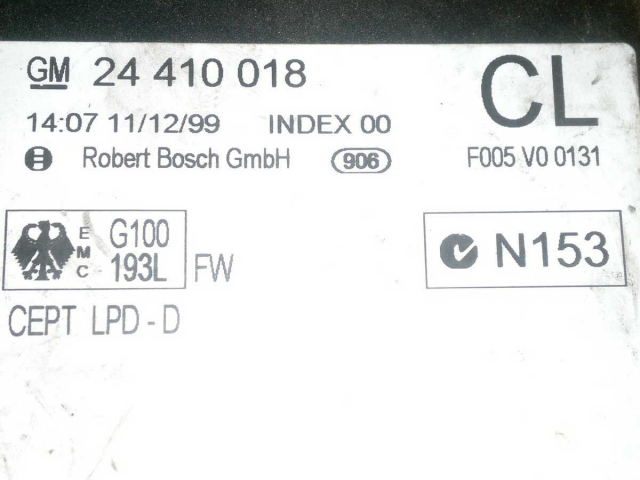 GM 24 410 018 CL
14:07 11/12/99 INDEX 00
Robert Bosch GmbH 906 F005 V0 0131
EMC G100 193L FW
N153
CEPT LPD - D